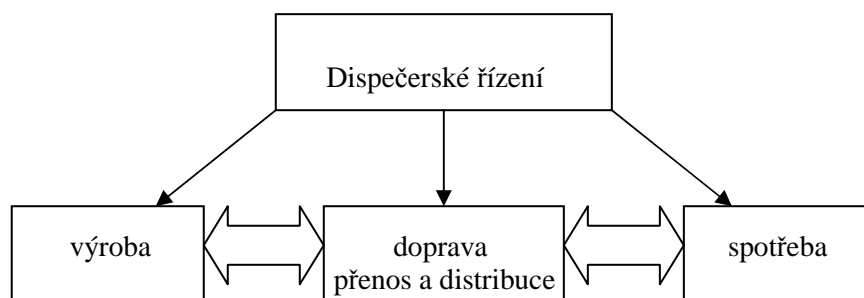 Dispečerské řízení
výroba
doprava
přenos a distribuce
spotřeba